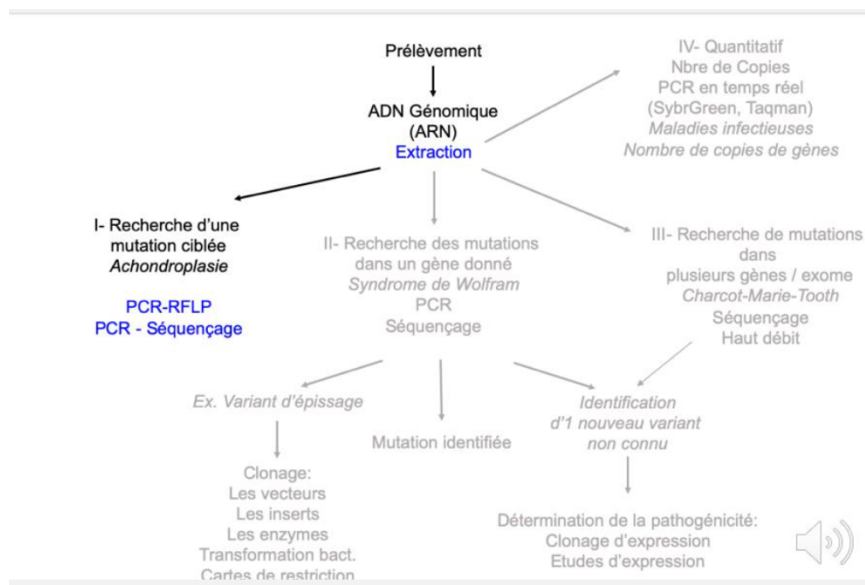 Prélèvement
ADN Génomique
(ARN)
Extraction
IV- Quantitatif
Nbre de Copies
PCR en temps réel
(SybrGreen, Taqman)
Maladies infectieuses
Nombre de copies de gènes
I- Recherche d'une
mutation ciblée
Achondroplasie
PCR-RFLP
PCR - Séquençage
II- Recherche des mutations
dans un gène donné
Syndrome de Wolfram
PCR
Séquençage
III- Recherche de mutations
dans
plusieurs gènes / exome
Charcot-Marie-Tooth
Séquençage
Haut débit
Ex. Variant d'épissage
Mutation identifiée
Identification
d'1 nouveau variant
non connu
Clonage:
Les vecteurs
Les inserts
Les enzymes
Transformation bact.
Cartes de restriction
Détermination de la pathogénicité:
Clonage d'expression
Etudes d'expression